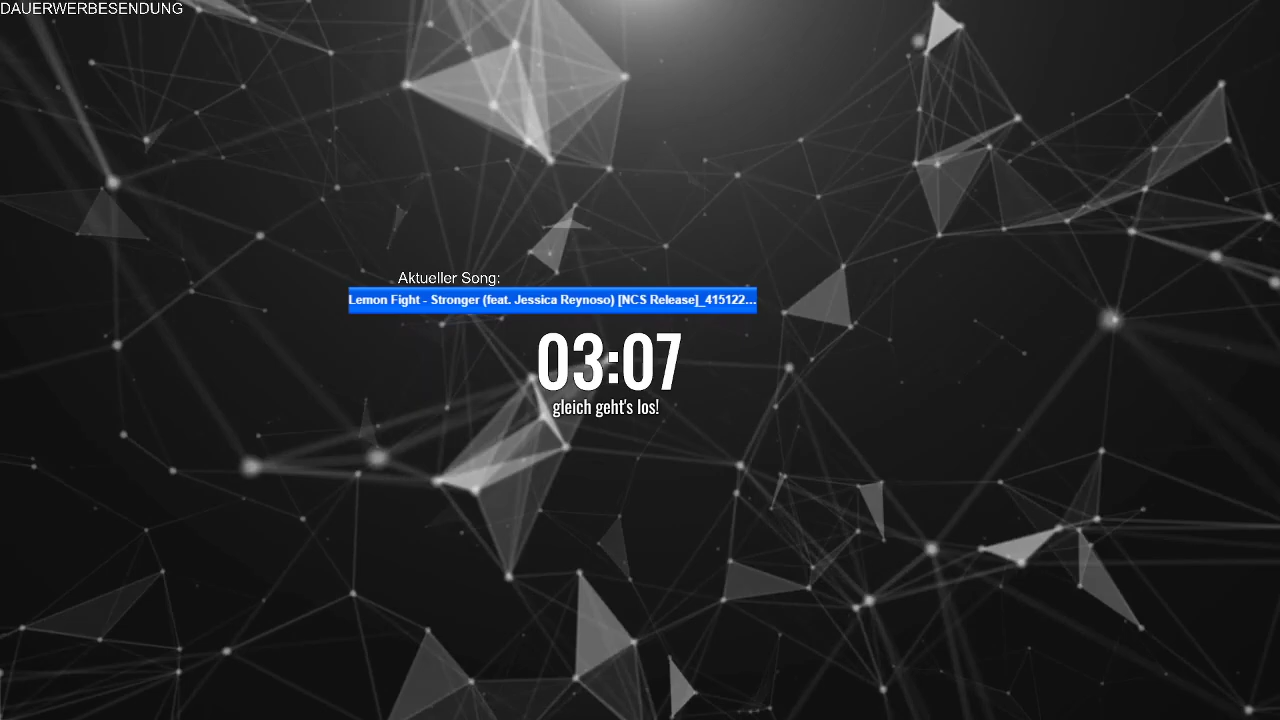 DAUERWERBESENDUNG
Aktueller Song:
Lemon Fight - Stronger (feat. Jessica Reynoso) [NCS Release]_415122...
03:07
gleich geht's los!